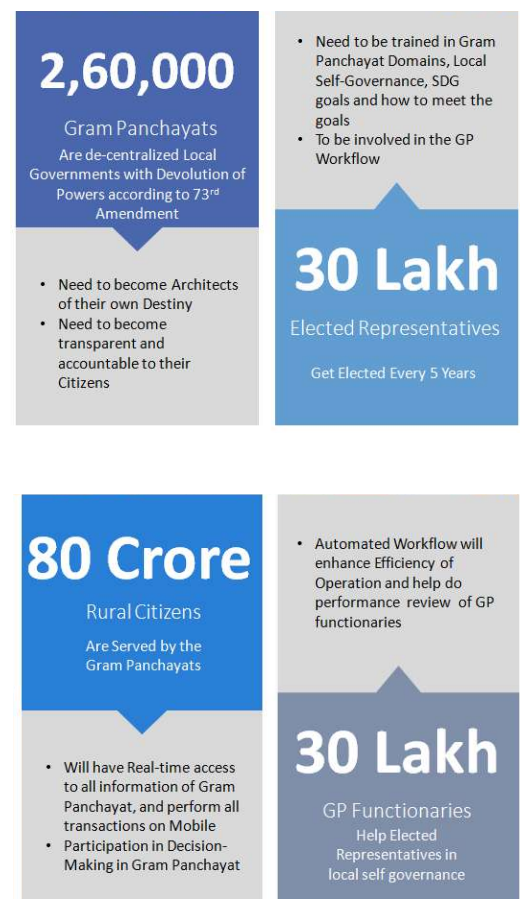 2,60,000
Gram Panchayats
Are de-centralized Local
Governments with Devolution of
Powers according to 73rd
Amendment
• Need to become Architects
of their own Destiny
• Need to become
transparent and
accountable to their
Citizens
• Need to be trained in Gram
Panchayat Domains, Local
Self-Governance, SDG
goals and how to meet the
goals
• To be involved in the GP
Workflow
30 Lakh
Elected Representatives
Get Elected Every 5 Years
80 Crore
Rural Citizens
Are Served by the
Gram Panchayats
• Will have Real-time access
to all information of Gram
Panchayat, and perform all
transactions on Mobile
• Participation in Decision-
Making in Gram Panchayat
• Automated Workflow will
enhance Efficiency of
Operation and help do
performance review of GP
functionaries
30 Lakh
GP Functionaries
Help Elected
Representatives in
local self governance